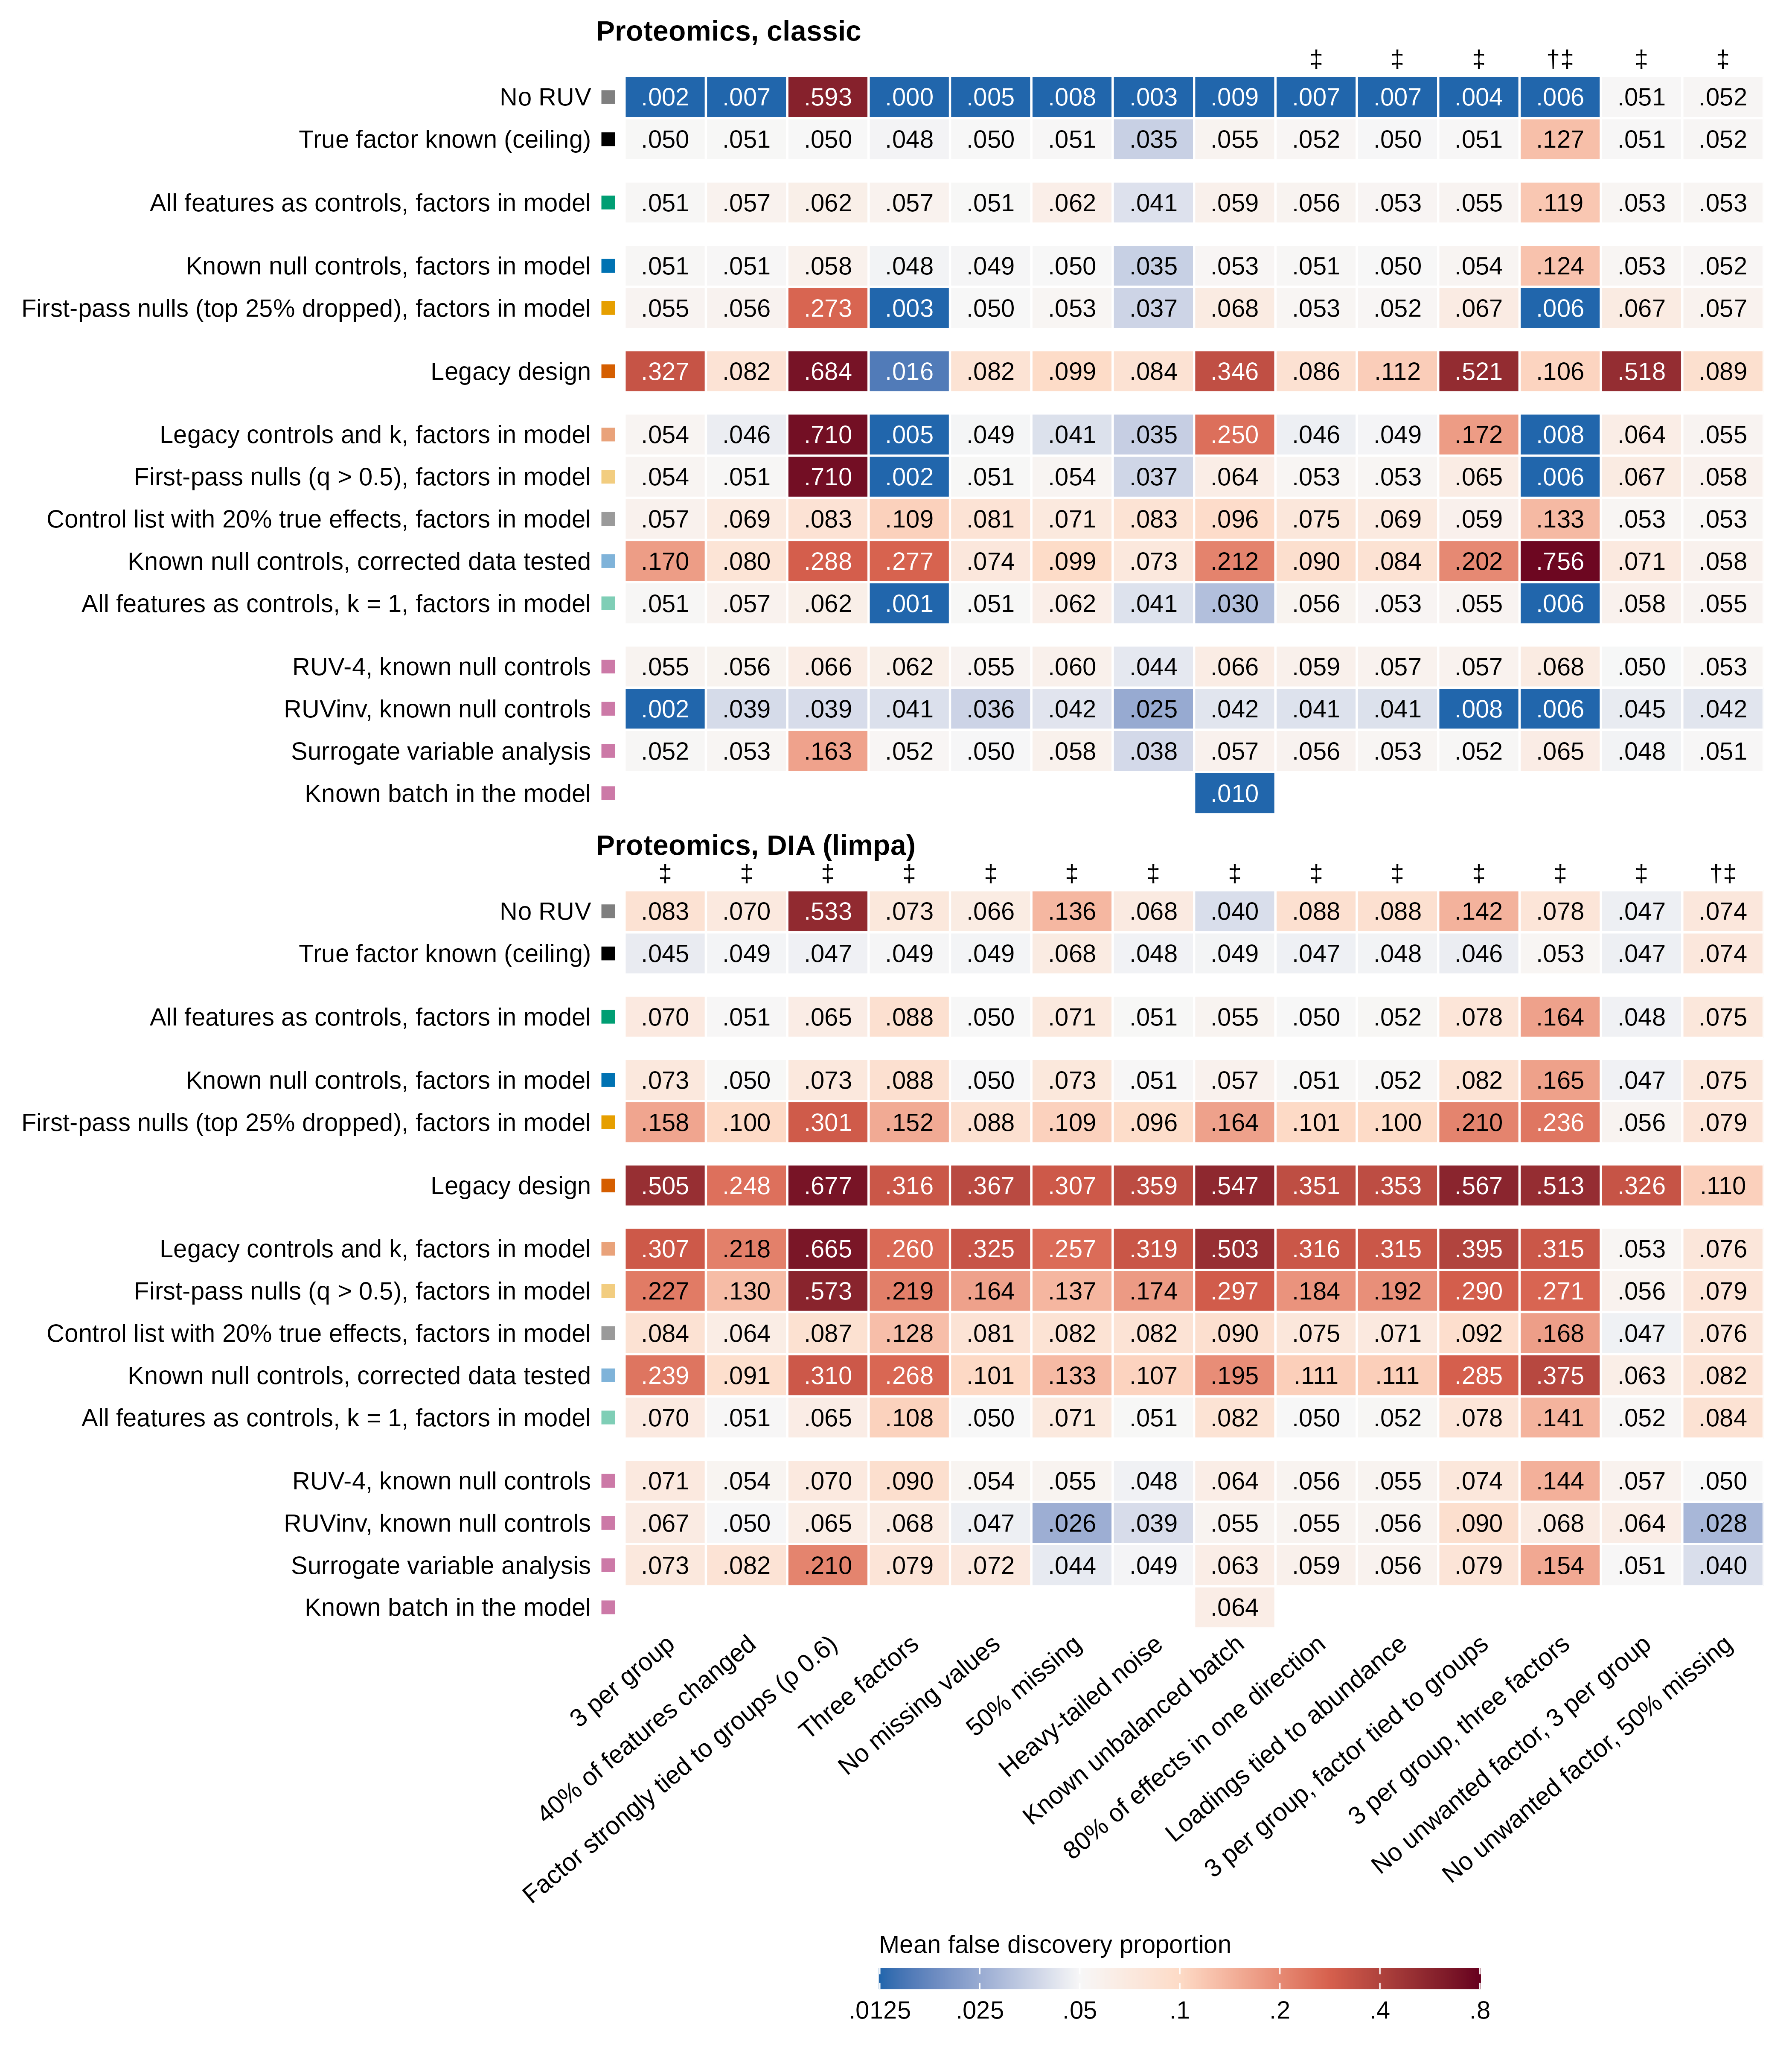 Proteomics, classic
‡ ‡ ‡ †‡ ‡ ‡
No RUV .002 .007 .593 .000 .005 .008 .003 .009 .007 .007 .004 .006 .051 .052
True factor known (ceiling) .050 .051 .050 .048 .050 .051 .035 .055 .052 .050 .051 .127 .051 .052
All features as controls, factors in model .051 .057 .062 .057 .051 .062 .041 .059 .056 .053 .055 .119 .053 .053
Known null controls, factors in model .051 .051 .058 .048 .049 .050 .035 .053 .051 .050 .054 .124 .053 .052
First-pass nulls (top 25% dropped), factors in model .055 .056 .273 .003 .050 .053 .037 .068 .053 .052 .067 .006 .067 .057
Legacy design .327 .082 .684 .016 .082 .099 .084 .346 .086 .112 .521 .106 .518 .089
Legacy controls and k, factors in model .054 .046 .710 .005 .049 .041 .035 .250 .046 .049 .172 .008 .064 .055
First-pass nulls (q > 0.5), factors in model .054 .051 .710 .002 .051 .054 .037 .064 .053 .053 .065 .006 .067 .058
Control list with 20% true effects, factors in model .057 .069 .083 .109 .081 .071 .083 .096 .075 .069 .059 .133 .053 .053
Known null controls, corrected data tested .170 .080 .288 .277 .074 .099 .073 .212 .090 .084 .202 .756 .071 .058
All features as controls, k = 1, factors in model .051 .057 .062 .001 .051 .062 .041 .030 .056 .053 .055 .006 .058 .055
RUV-4, known null controls .055 .056 .066 .062 .055 .060 .044 .066 .059 .057 .057 .068 .050 .053
RUVinv, known null controls .002 .039 .039 .041 .036 .042 .025 .042 .041 .041 .008 .006 .045 .042
Surrogate variable analysis .052 .053 .163 .052 .050 .058 .038 .057 .056 .053 .052 .065 .048 .051
Known batch in the model .010
Proteomics, DIA (limpa)
‡ ‡ ‡ ‡ ‡ ‡ ‡ ‡ ‡ ‡ ‡ ‡ ‡ †‡
No RUV .083 .070 .533 .073 .066 .136 .068 .040 .088 .088 .142 .078 .047 .074
True factor known (ceiling) .045 .049 .047 .049 .049 .068 .048 .049 .047 .048 .046 .053 .047 .074
All features as controls, factors in model .070 .051 .065 .088 .050 .071 .051 .055 .050 .052 .078 .164 .048 .075
Known null controls, factors in model .073 .050 .073 .088 .050 .073 .051 .057 .051 .052 .082 .165 .047 .075
First-pass nulls (top 25% dropped), factors in model .158 .100 .301 .152 .088 .109 .096 .164 .101 .100 .210 .236 .056 .079
Legacy design .505 .248 .677 .316 .367 .307 .359 .547 .351 .353 .567 .513 .326 .110
Legacy controls and k, factors in model .307 .218 .665 .260 .325 .257 .319 .503 .316 .315 .395 .315 .053 .076
First-pass nulls (q > 0.5), factors in model .227 .130 .573 .219 .164 .137 .174 .297 .184 .192 .290 .271 .056 .079
Control list with 20% true effects, factors in model .084 .064 .087 .128 .081 .082 .082 .090 .075 .071 .092 .168 .047 .076
Known null controls, corrected data tested .239 .091 .310 .268 .101 .133 .107 .195 .111 .111 .285 .375 .063 .082
All features as controls, k = 1, factors in model .070 .051 .065 .108 .050 .071 .051 .082 .050 .052 .078 .141 .052 .084
RUV-4, known null controls .071 .054 .070 .090 .054 .055 .048 .064 .056 .055 .074 .144 .057 .050
RUVinv, known null controls .067 .050 .065 .068 .047 .026 .039 .055 .055 .056 .090 .068 .064 .028
Surrogate variable analysis .073 .082 .210 .079 .072 .044 .049 .063 .059 .056 .079 .154 .051 .040
Known batch in the model .064
3 per group
40% of features changed
Factor strongly tied to groups (ρ 0.6)
Three factors
No missing values
50% missing
Heavy-tailed noise
Known unbalanced batch
80% of effects in one direction
Loadings tied to abundance
3 per group, factor tied to groups
3 per group, three factors
No unwanted factor, 3 per group
No unwanted factor, 50% missing
Mean false discovery proportion
.0125 .025 .05 .1 .2 .4 .8